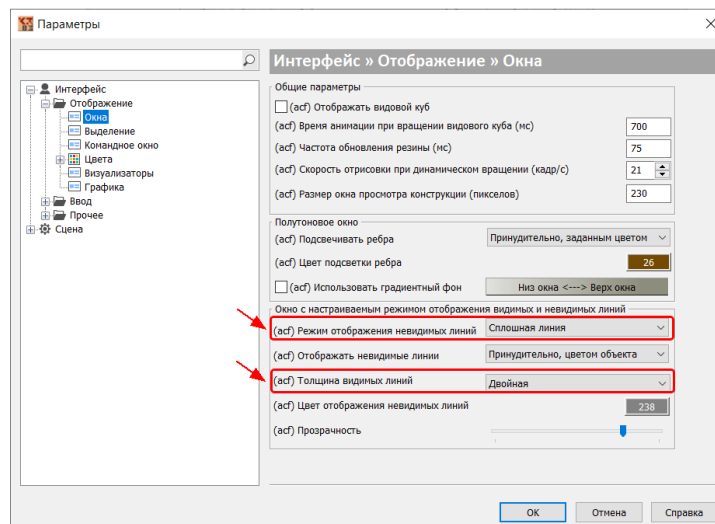 Параметры
Интерфейс » Отображение » Окна
Интерфейс
Отображение
Окна
Выделение
Командное окно
Цвета
Визуализаторы
Графика
Ввод
Прочее
Сцена
Общие параметры
(acf) Отображать видовой куб
(acf) Время анимации при вращении видового куба (мс) 700
(acf) Частота обновления резины (мс) 75
(acf) Скорость отрисовки при динамическом вращении (кадр/с) 21
(acf) Размер окна просмотра конструкции (пикселов) 230
Полутоновое окно
(acf) Подсвечивать ребра Принудительно, заданным цветом
(acf) Цвет подсветки ребра 26
(acf) Использовать градиентный фон Низ окна <---> Верх окна
Окно с настраиваемым режимом отображения видимых и невидимых линий
(acf) Режим отображения невидимых линий Сплошная линия
(acf) Отображать невидимые линии Принудительно, цветом объекта
(acf) Толщина видимых линий Двойная
(acf) Цвет отображения невидимых линий 238
(acf) Прозрачность
ОК Отмена Справка